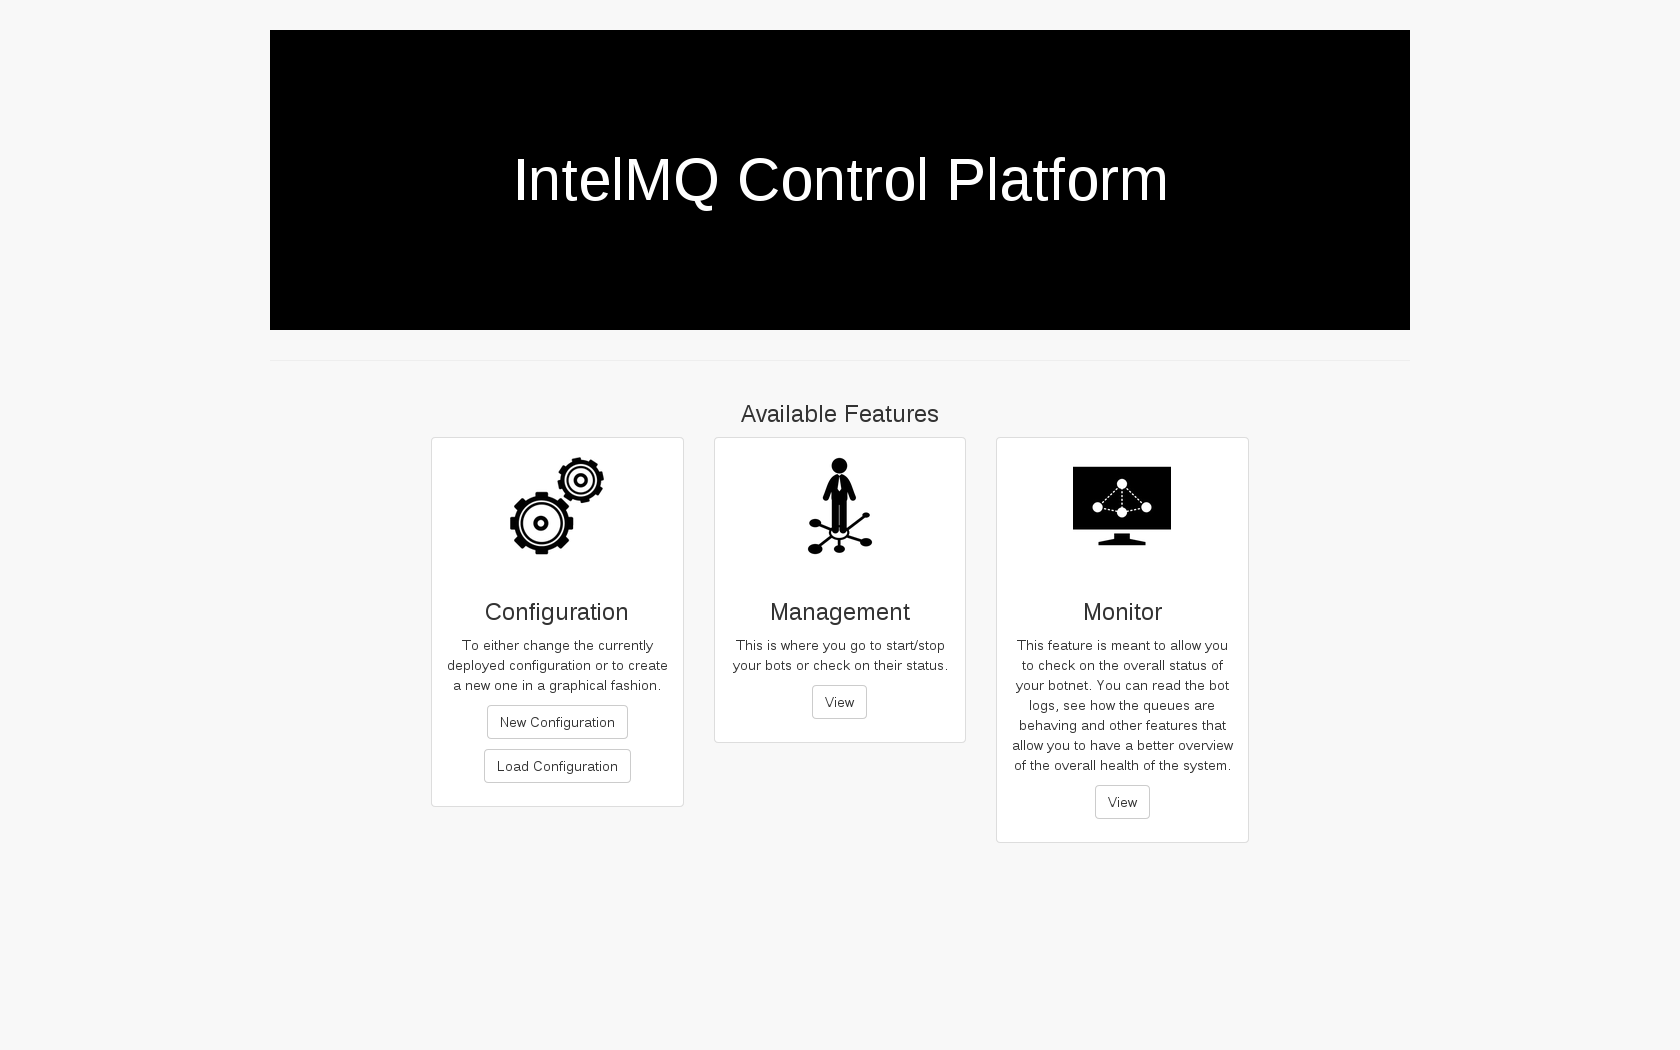 IntelMQ Control Platform
Available Features
Configuration
To either change the currently
deployed configuration or to create
a new one in a graphical fashion.
New Configuration
Load Configuration
Management
This is where you go to start/stop
your bots or check on their status.
View
Monitor
This feature is meant to allow you
to check on the overall status of
your botnet. You can read the bot
logs, see how the queues are
behaving and other features that
allow you to have a better overview
of the overall health of the system.
View